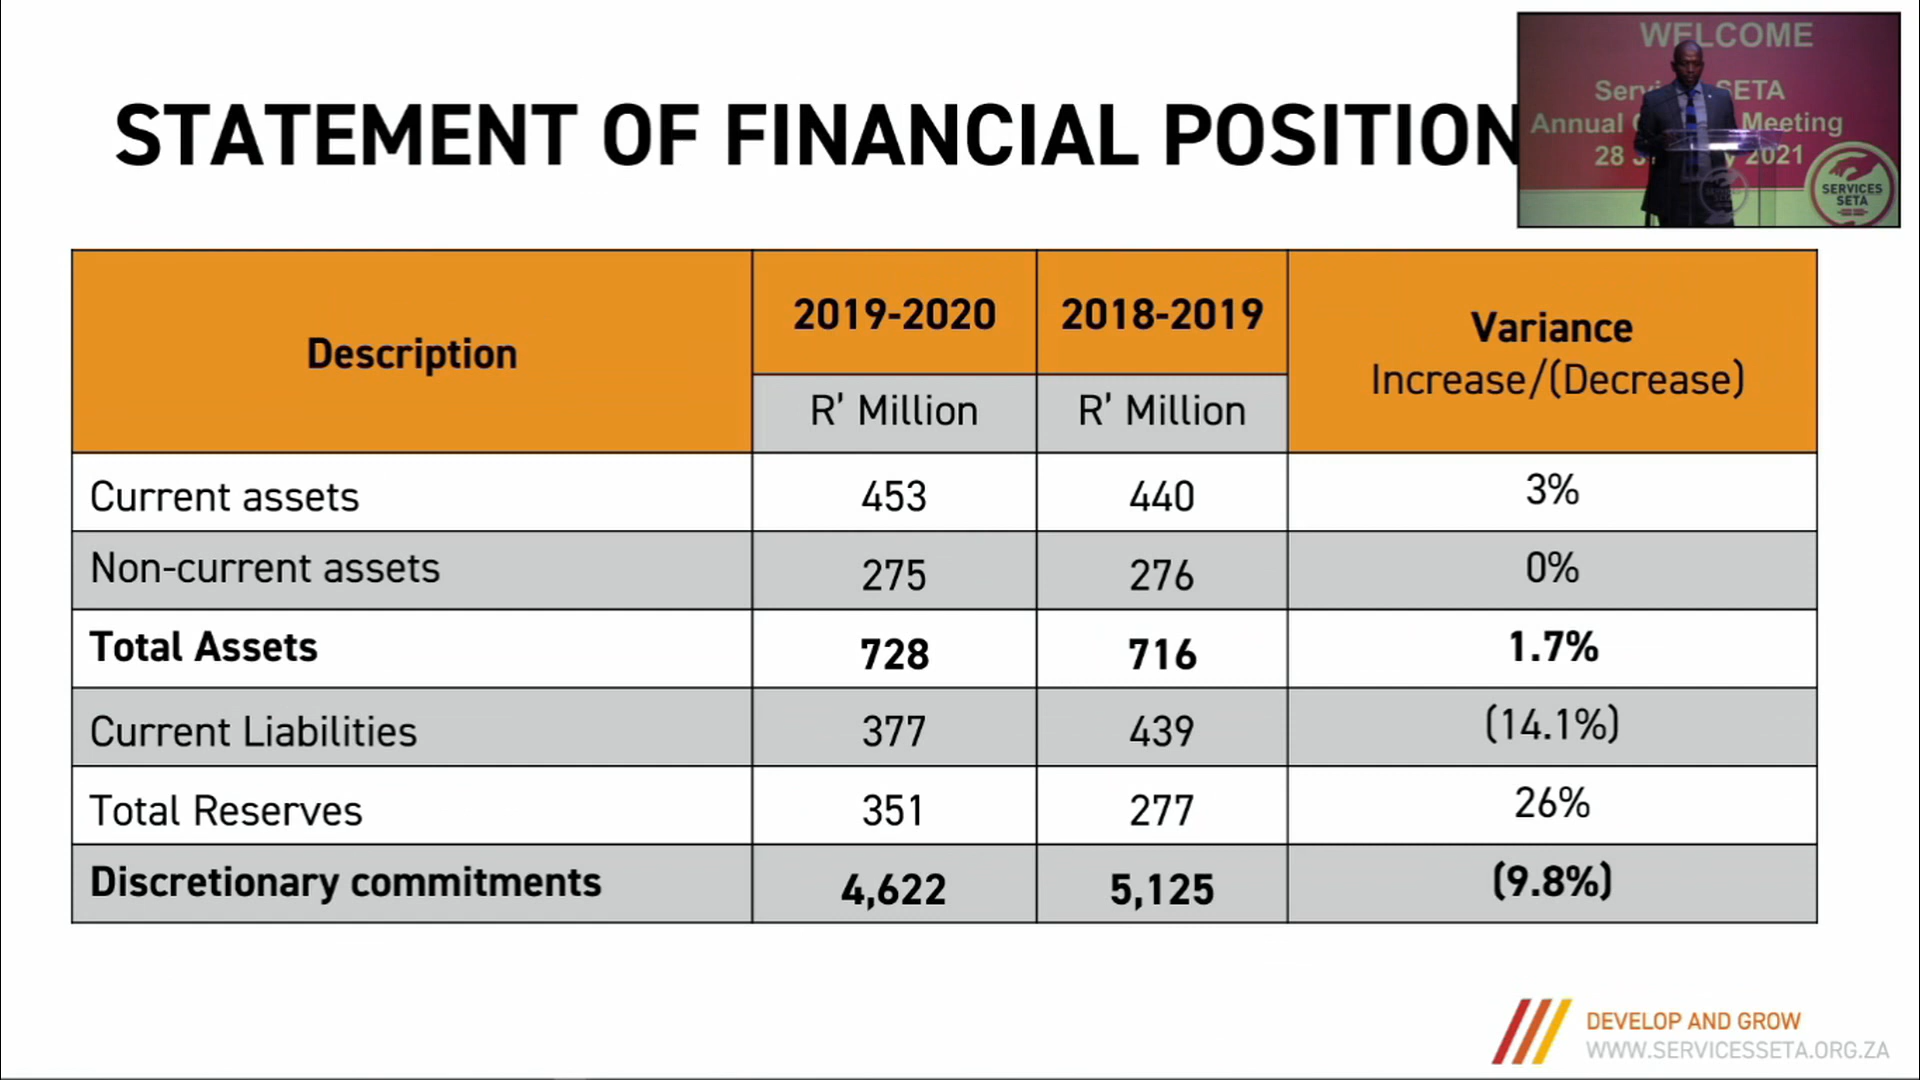 STATEMENT OF FINANCIAL POSITION
WELCOME
SETA
Annual Meeting
28 2021
SERVICES
SETA
Description
2019-2020
2018-2019
Variance
Increase/(Decrease)
R' Million
R' Million
Current assets 453 440 3%
Non-current assets 275 276 0%
Total Assets 728 716 1.7%
Current Liabilities 377 439 (14.1%)
Total Reserves 351 277 26%
Discretionary commitments 4,622 5,125 (9.8%)
DEVELOP AND GROW
WWW.SERVICESSETA.ORG.ZA